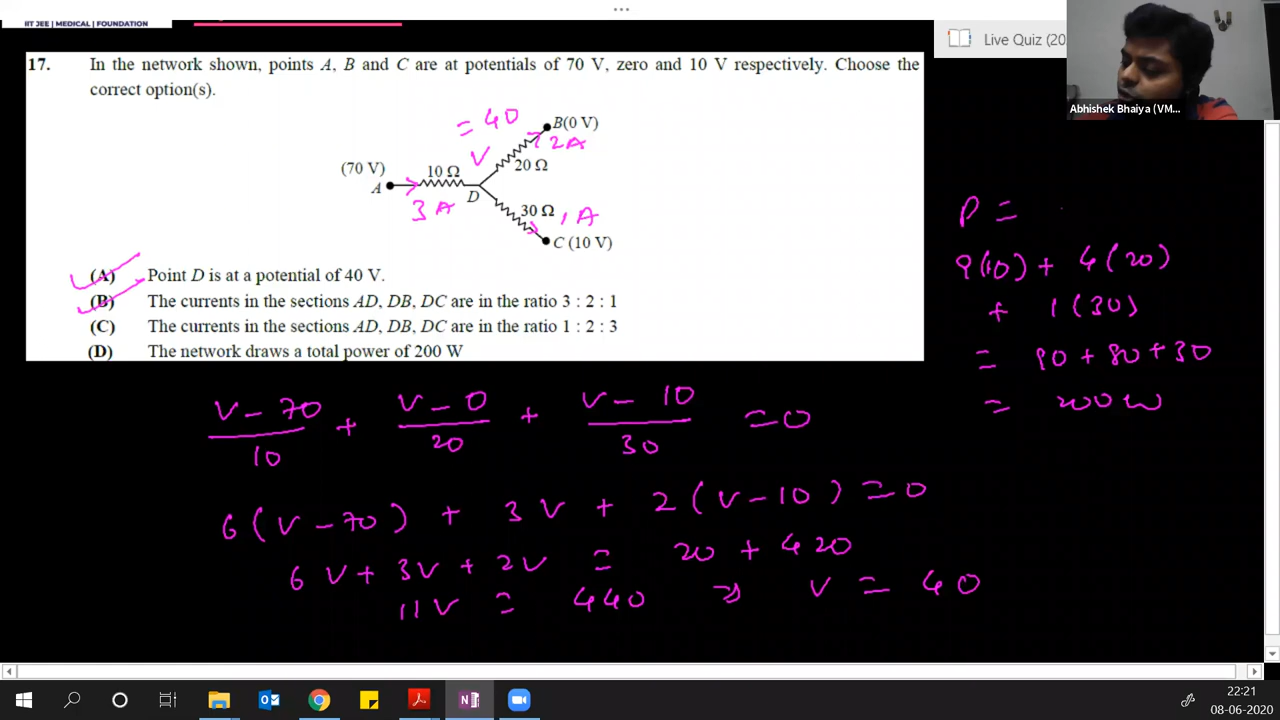 IIT JEE | MEDICAL | FOUNDATION
Live Quiz (20
Abhishek Bhaiya (VM...
17. In the network shown, points A, B and C are at potentials of 70 V, zero and 10 V respectively. Choose the
correct option(s).
= 40
B(0 V)
2A
V
20 Ω
(70 V)
10 Ω
A
D
3 A
30 Ω
1 A
C (10 V)
(A) Point D is at a potential of 40 V.
(B) The currents in the sections AD, DB, DC are in the ratio 3 : 2 : 1
(C) The currents in the sections AD, DB, DC are in the ratio 1 : 2 : 3
(D) The network draws a total power of 200 W
P =
9(10) + 4(20)
+ 1(30)
= 90 + 80 + 30
= 200 W
V - 70 / 10 + V - 0 / 20 + V - 10 / 30 = 0
6(V - 70) + 3V + 2(V - 10) = 0
6V + 3V + 2V = 20 + 420
11V = 440 ⇒ V = 40
22:21
08-06-2020